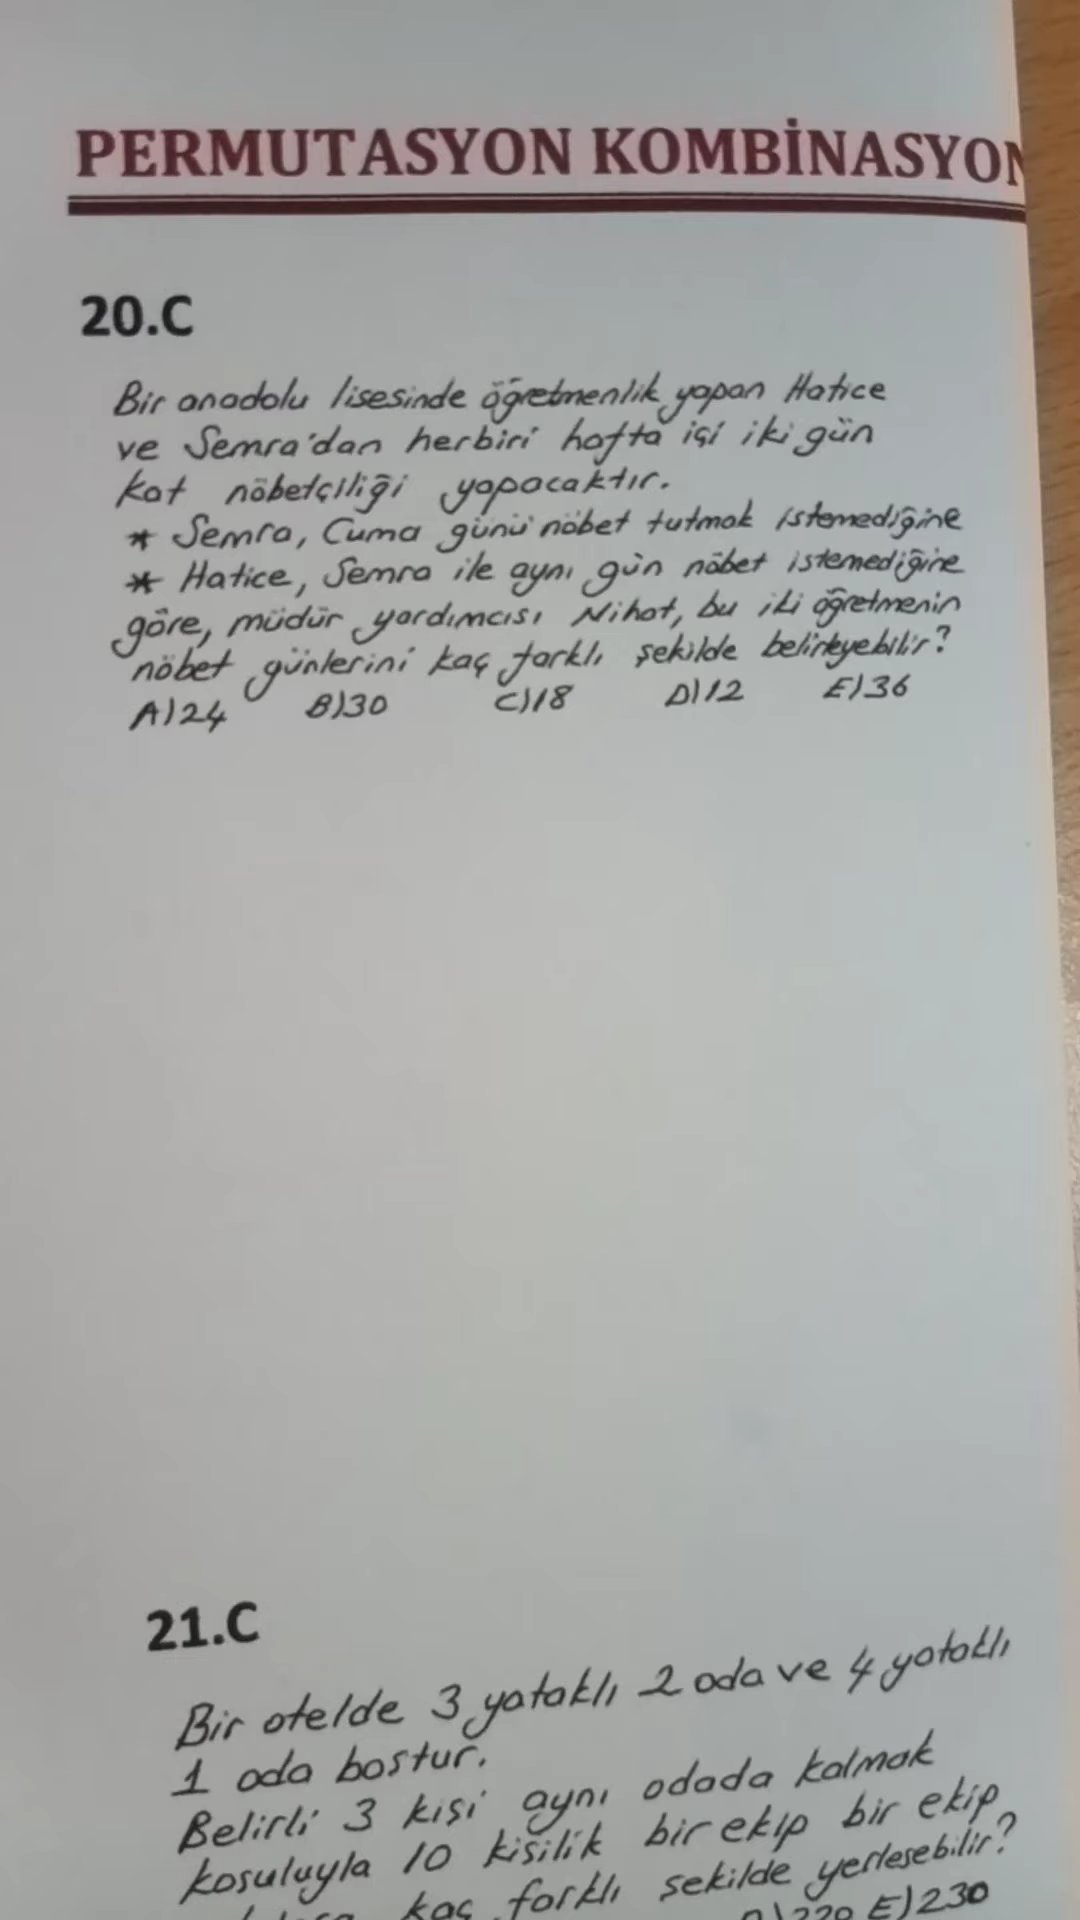 PERMUTASYON KOMBİNASYON
20.C
Bir anadolu lisesinde öğretmenlik yapan Hatice
ve Semra'dan herbiri hafta içi iki gün
kat nöbetçiliği yapacaktır.
* Semra, Cuma günü nöbet tutmak istemediğine
* Hatice, Semra ile aynı gün nöbet istemediğine
göre, müdür yardımcısı Nihat, bu iki öğretmenin
nöbet günlerini kaç farklı şekilde belirleyebilir?
A)24 B)30 C)18 D)12 E)36
21.C
Bir otelde 3 yataklı 2 oda ve 4 yataklı
1 oda boştur.
Belirli 3 kişi aynı odada kalmak
koşuluyla 10 kişilik bir ekip bir ekip
kaç farklı şekilde yerleşebilir?
E)230